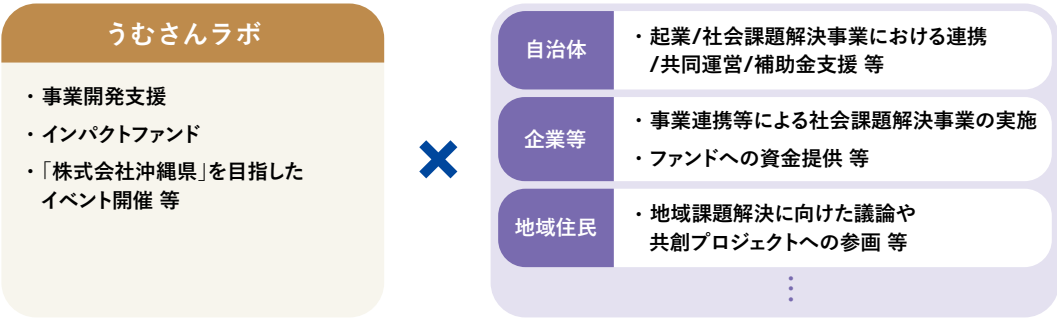 うむさんラボ
・事業開発支援
・インパクトファンド
・「株式会社沖縄県」を目指した
イベント開催 等
×
自治体
・起業/社会課題解決事業における連携
/共同運営/補助金支援 等
企業等
・事業連携等による社会課題解決事業の実施
・ファンドへの資金提供 等
地域住民
・地域課題解決に向けた議論や
共創プロジェクトへの参画 等
⋮